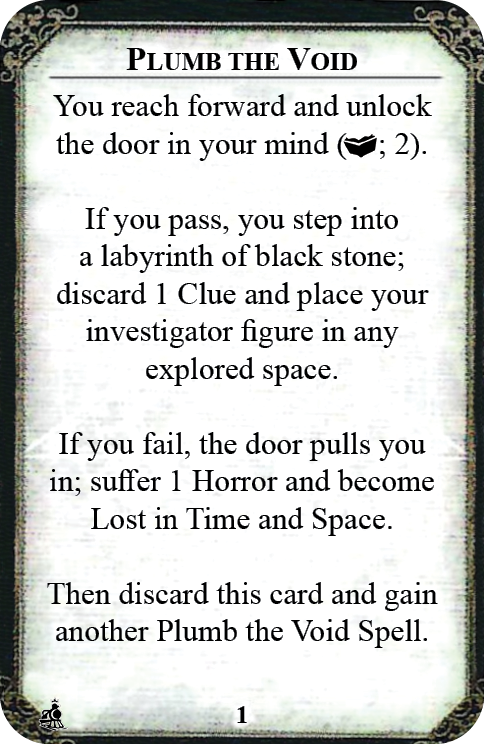 PLUMB THE VOID
You reach forward and unlock
the door in your mind (; 2).
If you pass, you step into
a labyrinth of black stone;
discard 1 Clue and place your
investigator figure in any
explored space.
If you fail, the door pulls you
in; suffer 1 Horror and become
Lost in Time and Space.
Then discard this card and gain
another Plumb the Void Spell.
1